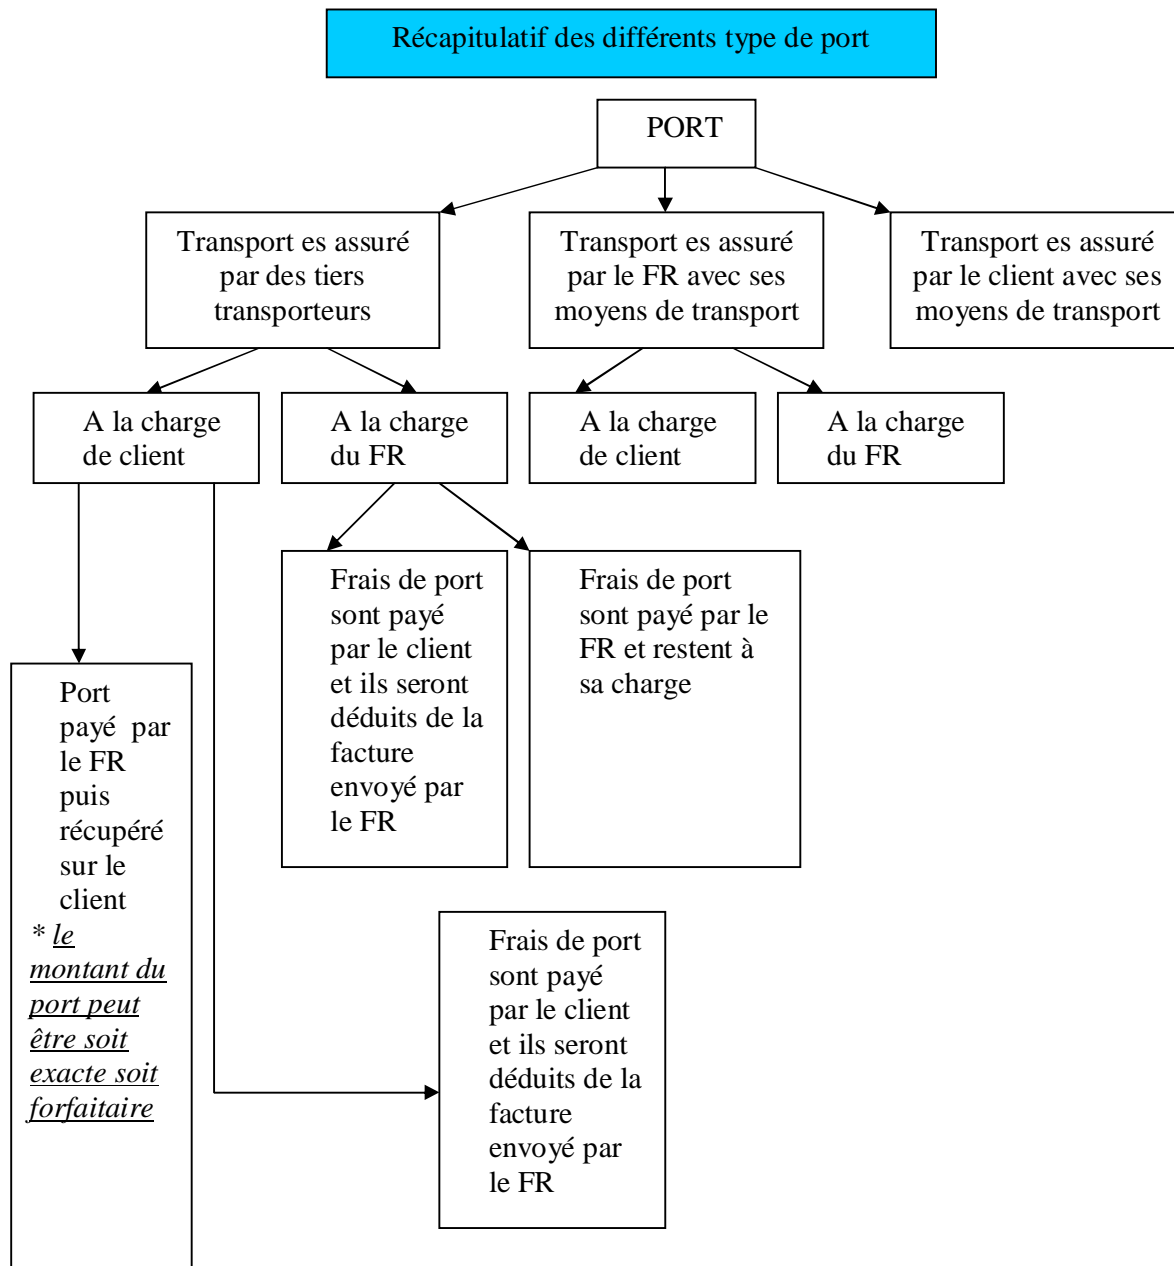 Récapitulatif des différents type de port
PORT
Transport es assuré
par des tiers
transporteurs
Transport es assuré
par le FR avec ses
moyens de transport
Transport es assuré
par le client avec ses
moyens de transport
A la charge
de client
A la charge
du FR
A la charge
de client
A la charge
du FR
Frais de port
sont payé
par le client
et ils seront
déduits de la
facture
envoyé par
le FR
Frais de port
sont payé par le
FR et restent à
sa charge
Port
payé par
le FR
puis
récupéré
sur le
client
* le
montant du
port peut
être soit
exacte soit
forfaitaire
Frais de port
sont payé
par le client
et ils seront
déduits de la
facture
envoyé par
le FR